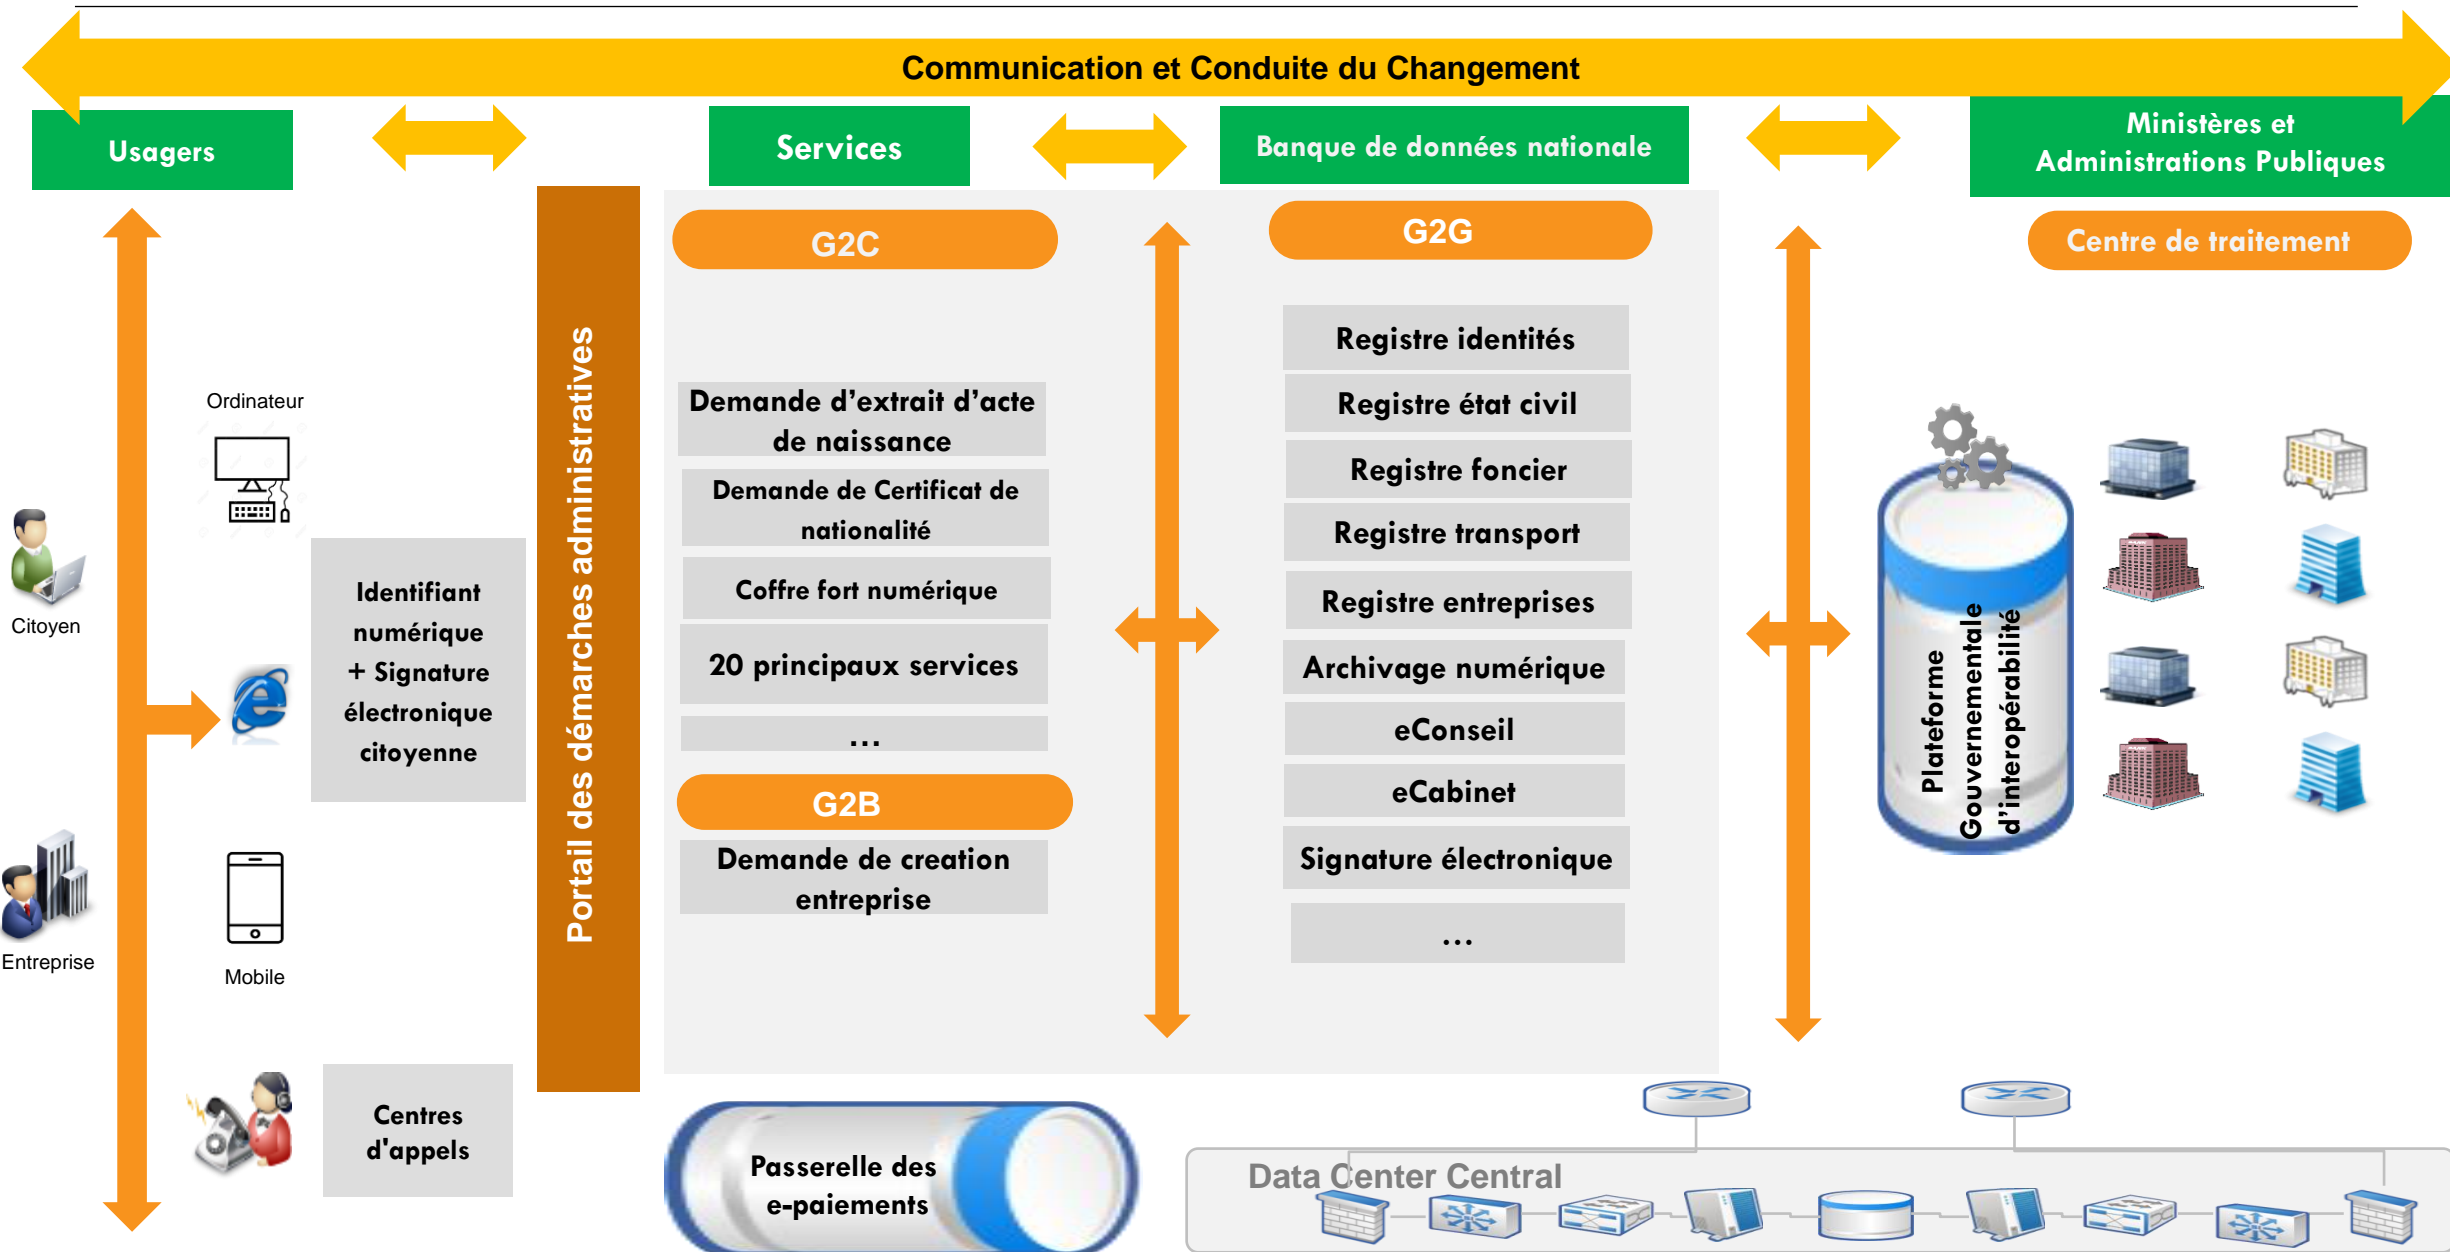 Communication et Conduite du Changement
Usagers
Services
Banque de données nationale
Ministères et
Administrations Publiques
Ordinateur
Citoyen
Entreprise
Mobile
Identifiant
numérique
+ Signature
électronique
citoyenne
Centres
d'appels
Portail des démarches administratives
G2C
Demande d’extrait d’acte
de naissance
Demande de Certificat de
nationalité
Coffre fort numérique
20 principaux services
...
G2B
Demande de creation
entreprise
G2G
Registre identités
Registre état civil
Registre foncier
Registre transport
Registre entreprises
Archivage numérique
eConseil
eCabinet
Signature électronique
...
Centre de traitement
Plateforme
Gouvernementale
d’interopérabilité
Passerelle des
e-paiements
Data Center Central